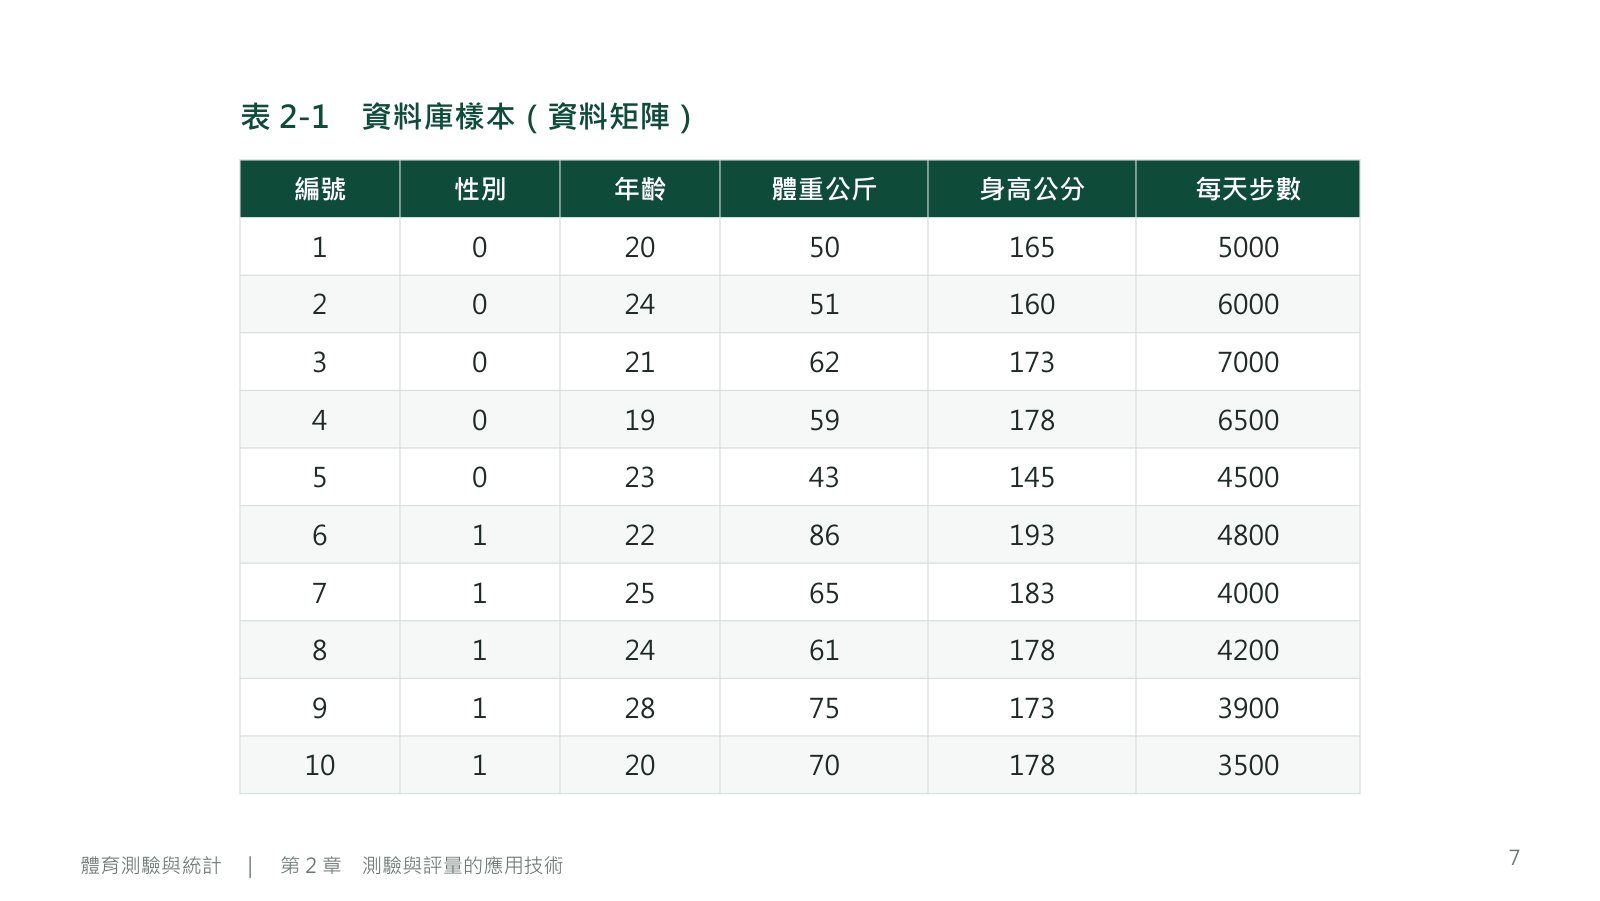 表 2-1　資料庫樣本（資料矩陣）
編號 性別 年齡 體重公斤 身高公分 每天步數
1 0 20 50 165 5000
2 0 24 51 160 6000
3 0 21 62 173 7000
4 0 19 59 178 6500
5 0 23 43 145 4500
6 1 22 86 193 4800
7 1 25 65 183 4000
8 1 24 61 178 4200
9 1 28 75 173 3900
10 1 20 70 178 3500
體育測驗與統計　|　第 2 章　測驗與評量的應用技術
7